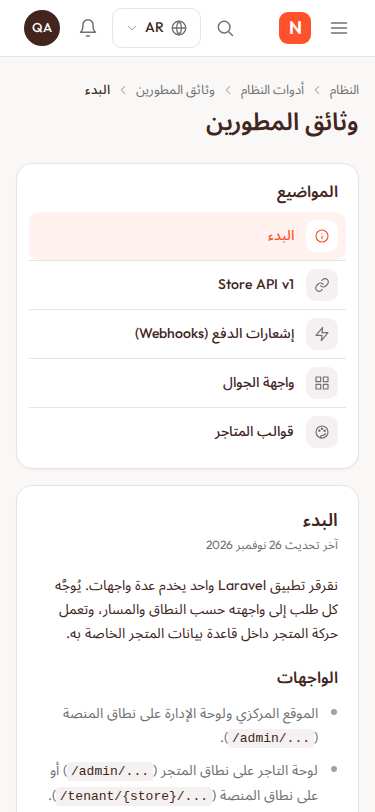 N
AR
QA
النظام › أدوات النظام › وثائق المطورين › البدء
وثائق المطورين
المواضيع
البدء
Store API v1
إشعارات الدفع (Webhooks)
واجهة الجوال
قوالب المتاجر
البدء
آخر تحديث 26 نوفمبر 2026
نقرقر تطبيق Laravel واحد يخدم عدة واجهات. يُوجَّه
كل طلب إلى واجهته حسب النطاق والمسار، وتعمل
حركة المتجر داخل قاعدة بيانات المتجر الخاصة به.
الواجهات
الموقع المركزي ولوحة الإدارة على نطاق المنصة
(/admin/...).
لوحة التاجر على نطاق المتجر (/admin/...) أو
على نطاق المنصة (/tenant/{store}/...).